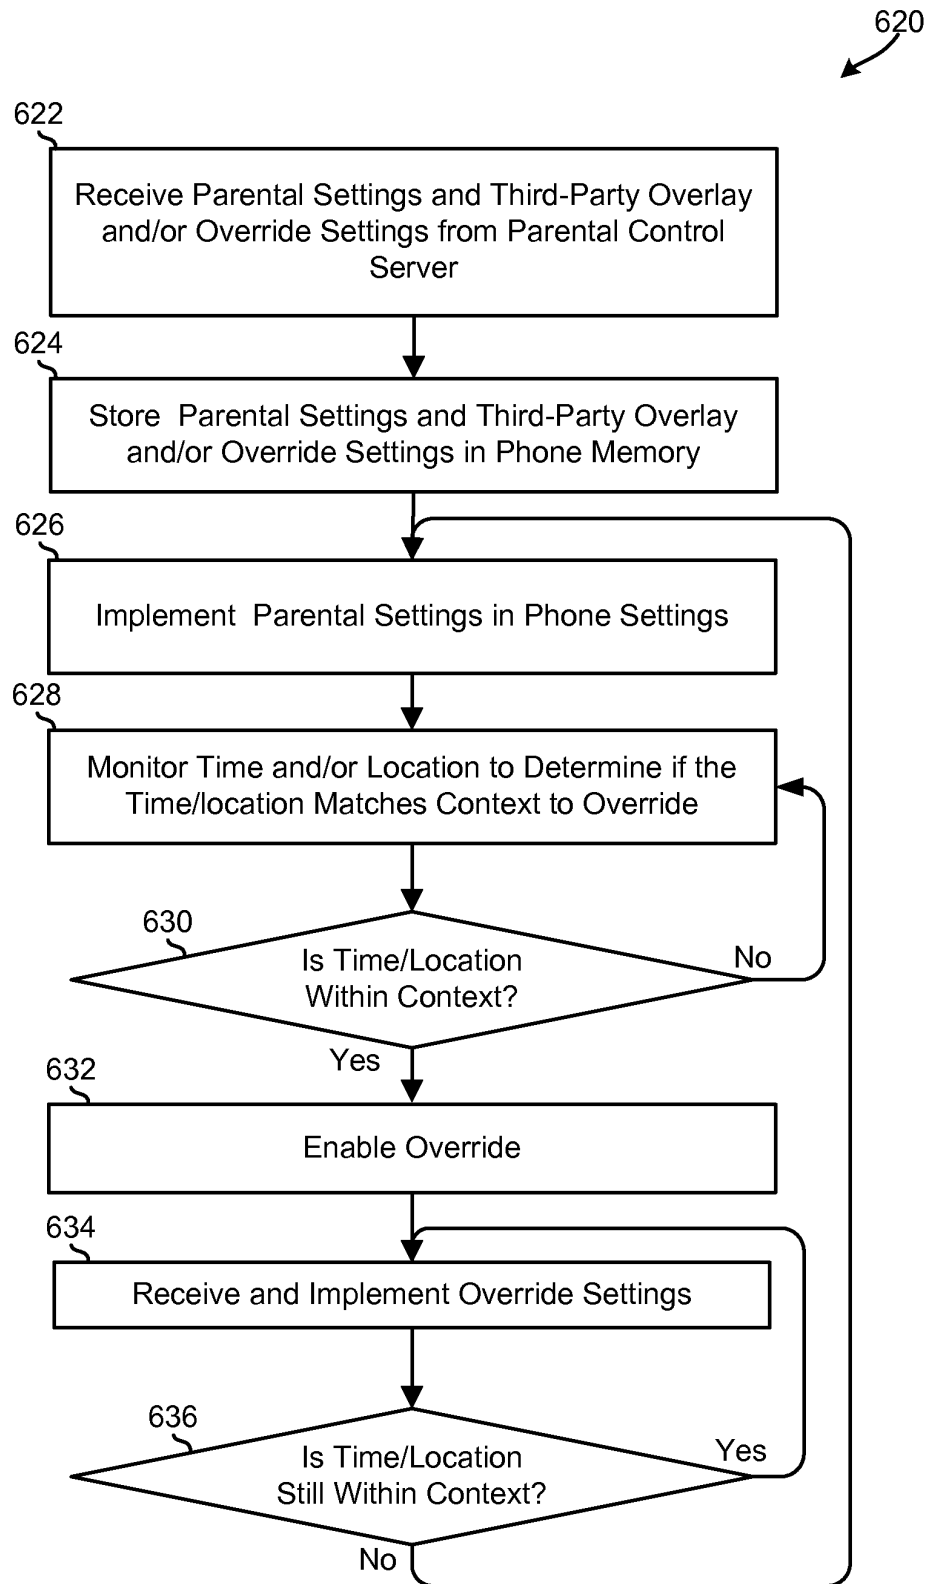 620
622
Receive Parental Settings and Third-Party Overlay
and/or Override Settings from Parental Control
Server
624
Store Parental Settings and Third-Party Overlay
and/or Override Settings in Phone Memory
626
Implement Parental Settings in Phone Settings
628
Monitor Time and/or Location to Determine if the
Time/location Matches Context to Override
630
Is Time/Location
Within Context?
No
Yes
632
Enable Override
634
Receive and Implement Override Settings
636
Is Time/Location
Still Within Context?
Yes
No